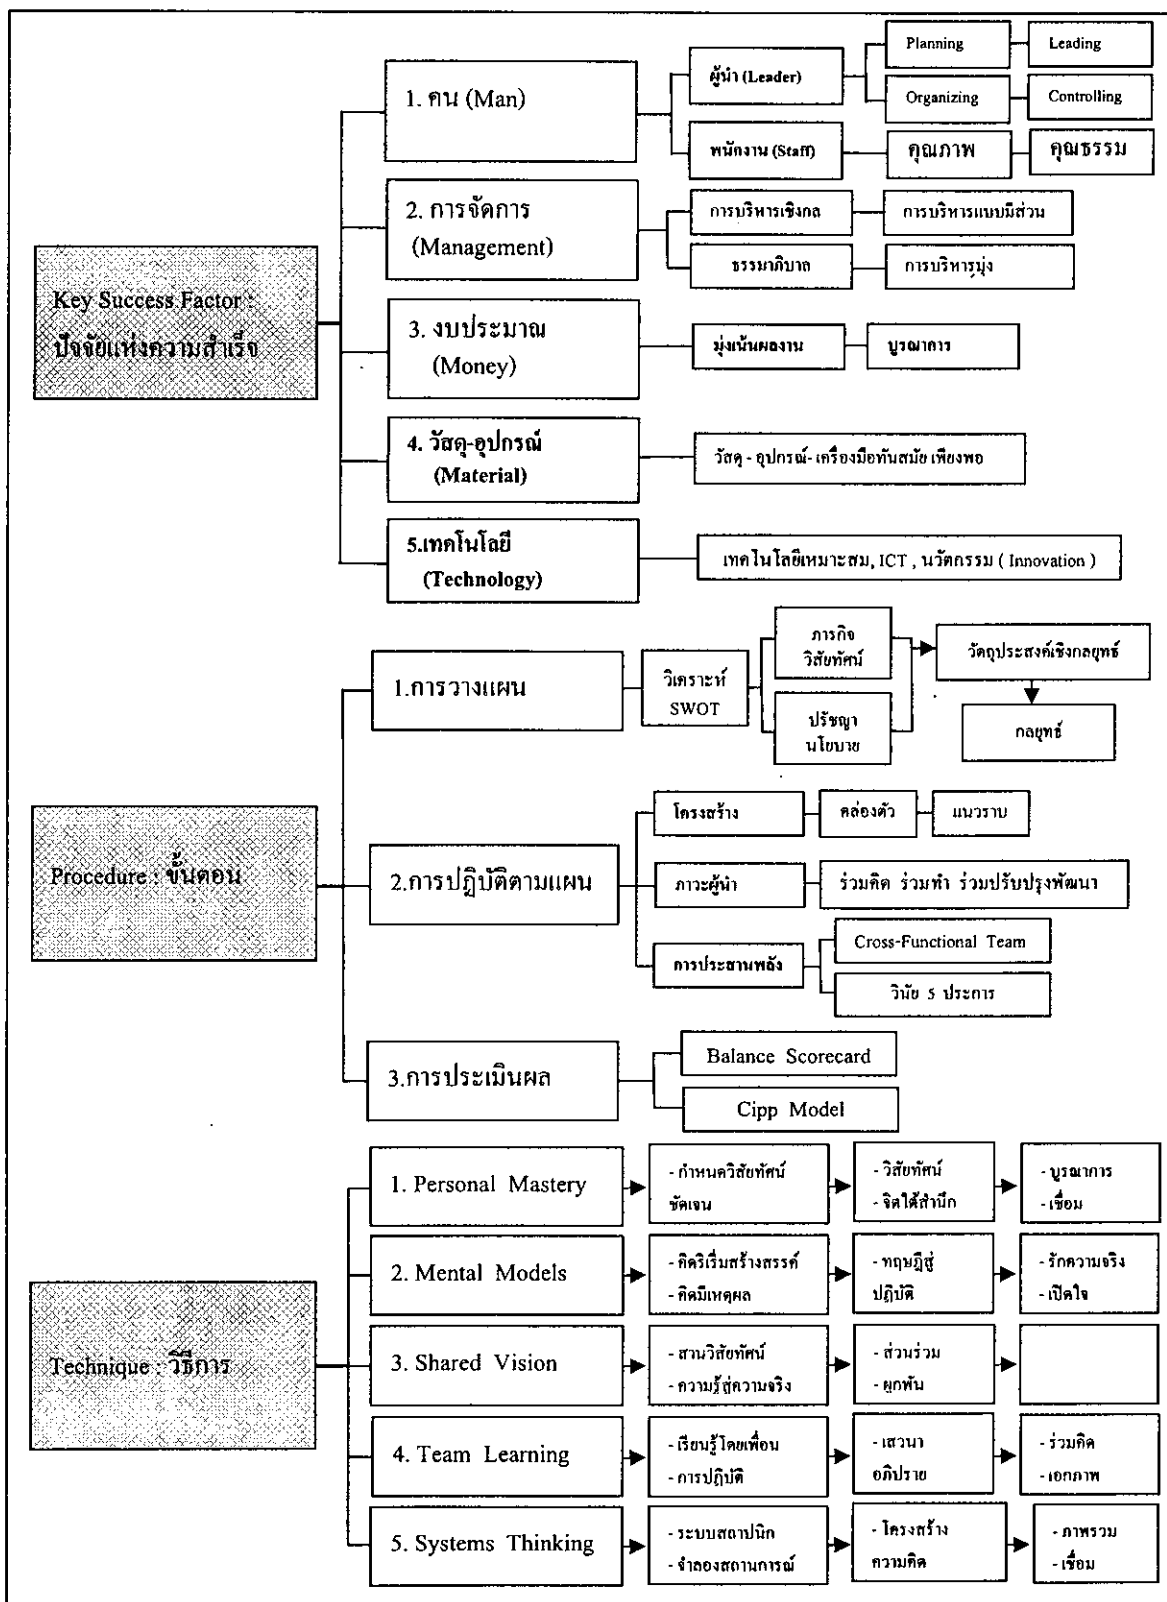 Key Success Factor :
ปัจจัยแห่งความสำเร็จ
1. คน (Man)
ผู้นำ (Leader)
Planning
Leading
Organizing
Controlling
พนักงาน (Staff)
คุณภาพ
คุณธรรม
2. การจัดการ
(Management)
การบริหารเชิงกล
การบริหารแบบมีส่วน
ธรรมาภิบาล
การบริหารมุ่ง
3. งบประมาณ
(Money)
มุ่งเน้นผลงาน
บูรณาการ
4. วัสดุ-อุปกรณ์
(Material)
วัสดุ - อุปกรณ์- เครื่องมือทันสมัย เพียงพอ
5.เทคโนโลยี
(Technology)
เทคโนโลยีเหมาะสม, ICT , นวัตกรรม ( Innovation )
Procedure : ขั้นตอน
1.การวางแผน
วิเคราะห์
SWOT
ภารกิจ
วิสัยทัศน์
ปรัชญา
นโยบาย
วัตถุประสงค์เชิงกลยุทธ์
กลยุทธ์
2.การปฏิบัติตามแผน
โครงสร้าง
คล่องตัว
แนวราบ
ภาวะผู้นำ
ร่วมคิด ร่วมทำ ร่วมปรับปรุงพัฒนา
การประสานพลัง
Cross-Functional Team
วินัย 5 ประการ
3.การประเมินผล
Balance Scorecard
Cipp Model
Technique : วิธีการ
1. Personal Mastery
- กำหนดวิสัยทัศน์
ชัดเจน
- วิสัยทัศน์
- จิตใต้สำนึก
- บูรณาการ
- เชื่อม
2. Mental Models
- คิดริเริ่มสร้างสรรค์
- คิดมีเหตุผล
- ทฤษฎีสู่
ปฏิบัติ
- รักความจริง
- เปิดใจ
3. Shared Vision
- สานวิสัยทัศน์
- ความรู้สู่ความจริง
- ส่วนร่วม
- ผูกพัน
4. Team Learning
- เรียนรู้โดยเพื่อน
- การปฏิบัติ
- เสวนา
อภิปราย
- ร่วมคิด
- เอกภาพ
5. Systems Thinking
- ระบบสถาปนิก
- จำลองสถานการณ์
- โครงสร้าง
ความคิด
- ภาพรวม
- เชื่อม